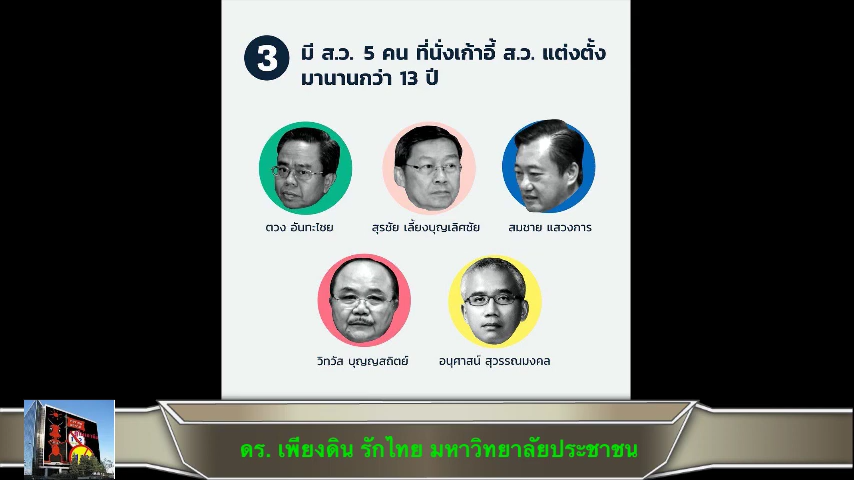 3
มี ส.ว. 5 คน ที่นั่งเก้าอี้ ส.ว. แต่งตั้ง
มานานกว่า 13 ปี
ตวง อันทะไชย
สุรชัย เลี้ยงบุญเลิศชัย
สมชาย แสวงการ
วิทวัส บุญญสถิตย์
อนุศาสน์ สุวรรณมงคล
ดร. เพียงดิน รักไทย มหาวิทยาลัยประชาชน